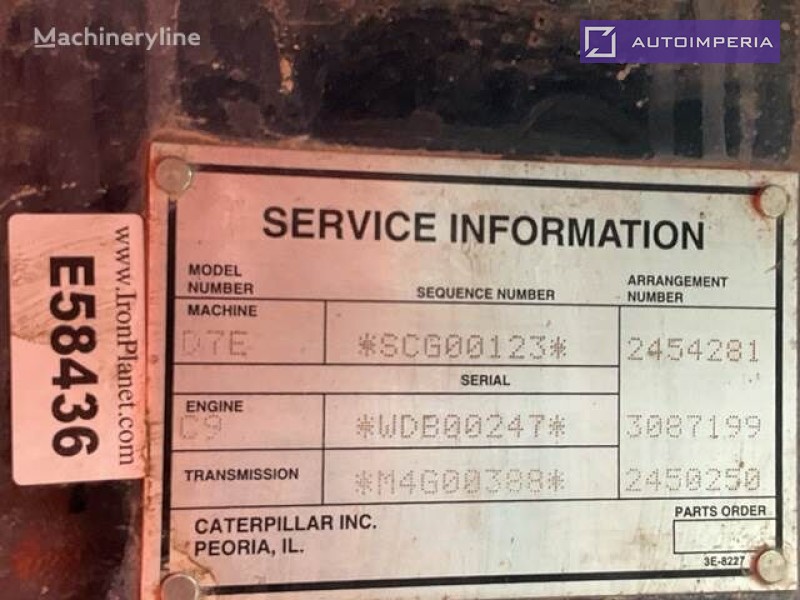 Machineryline
AUTOIMPERIA
www.IronPlanet.com
E58436
SERVICE INFORMATION
MODEL NUMBER SEQUENCE NUMBER ARRANGEMENT NUMBER
MACHINE
D7E *SCG00123* 2454281
SERIAL
ENGINE
C9 *WDB00247* 3087199
TRANSMISSION *M4G00388* 2450250
CATERPILLAR INC. PARTS ORDER
PEORIA, IL.
3E-8227